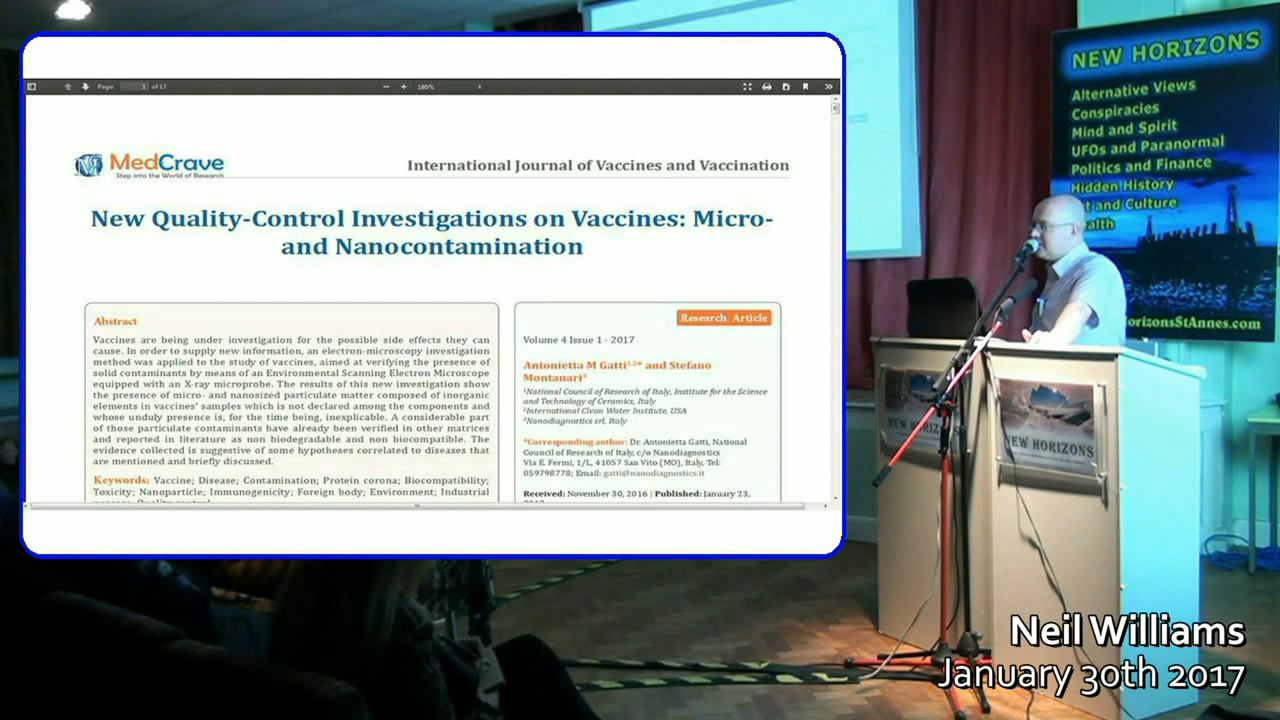 Page: 1 of 13
180%
MedCrave
Step into the World of Research
International Journal of Vaccines and Vaccination
New Quality-Control Investigations on Vaccines: Micro-
and Nanocontamination
Abstract
Vaccines are being under investigation for the possible side effects they can
cause. In order to supply new information, an electron-microscopy investigation
method was applied to the study of vaccines, aimed at verifying the presence of
solid contaminants by means of an Environmental Scanning Electron Microscope
equipped with an X-ray microprobe. The results of this new investigation show
the presence of micro- and nanosized particulate matter composed of inorganic
elements in vaccines' samples which is not declared among the components and
whose unduly presence is, for the time being, inexplicable. A considerable part
of those particulate contaminants have already been verified in other matrices
and reported in literature as non biodegradable and non biocompatible. The
evidence collected is suggestive of some hypotheses correlated to diseases that
are mentioned and briefly discussed.
Keywords: Vaccine; Disease; Contamination; Protein corona; Biocompatibility;
Toxicity; Nanoparticle; Immunogenicity; Foreign body; Environment; Industrial
Research Article
Volume 4 Issue 1 - 2017
Antonietta M Gatti1,2* and Stefano
Montanari3
1National Council of Research of Italy, Institute for the Science
and Technology of Ceramics, Italy
2International Clean Water Institute, USA
3Nanodiagnostics srl, Italy
*Corresponding author: Dr. Antonietta Gatti, National
Council of Research of Italy, c/o Nanodiagnostics
Via E. Fermi, 1/L, 41057 San Vito (MO), Italy, Tel:
059798778; Email: gatti@nanodiagnostics.it
Received: November 30, 2016 | Published: January 23,
NEW HORIZONS
Alternative Views
Conspiracies
Mind and Spirit
UFOs and Paranormal
Politics and Finance
Hidden History
t and Culture
alth
orizonsStAnnes.com
NEW HORIZONS
NEW HORIZONS
Neil Williams
January 30th 2017